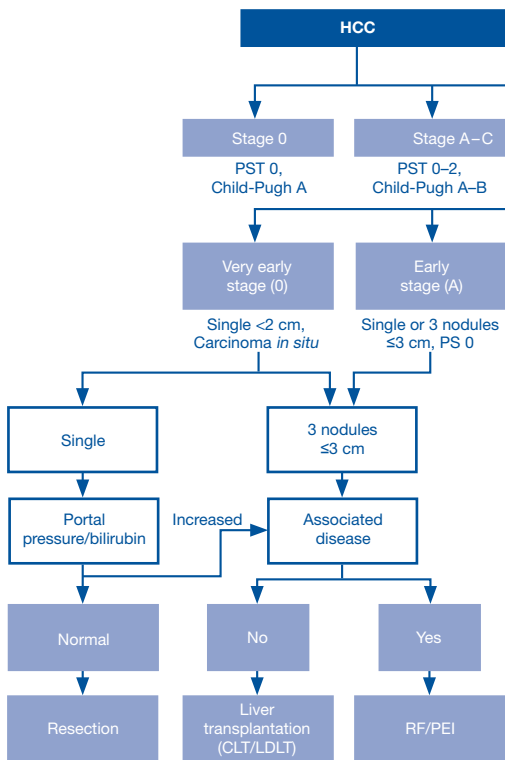 HCC
Stage 0
Stage A–C
PST 0,
Child-Pugh A
PST 0–2,
Child-Pugh A–B
Very early
stage (0)
Early
stage (A)
Single <2 cm,
Carcinoma in situ
Single or 3 nodules
≤3 cm, PS 0
Single
3 nodules
≤3 cm
Portal
pressure/bilirubin
Increased
Associated
disease
Normal
No
Yes
Resection
Liver
transplantation
(CLT/LDLT)
RF/PEI